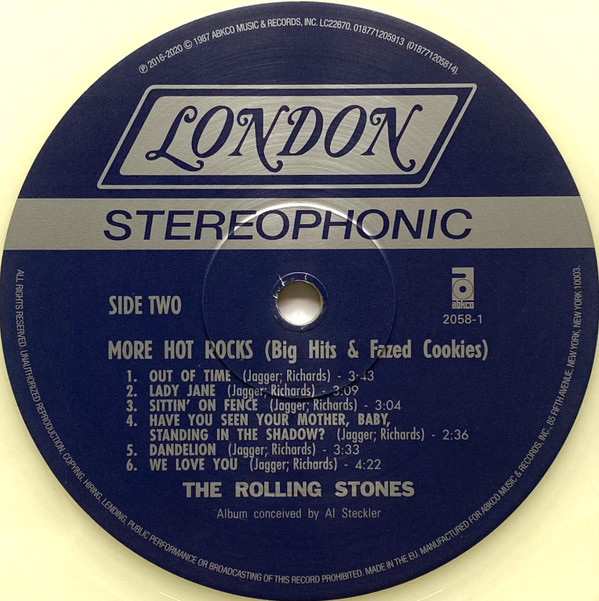 ℗ 2016-2020 © 1987 ABKCO MUSIC & RECORDS, INC. LC22670. 018771205913 (018771205814).
LONDON
STEREOPHONIC
SIDE TWO
abkco
2058-1
MORE HOT ROCKS (Big Hits & Fazed Cookies)
1. OUT OF TIME (Jagger; Richards) - 3:43
2. LADY JANE (Jagger; Richards) - 3:09
3. SITTIN' ON FENCE (Jagger; Richards) - 3:04
4. HAVE YOU SEEN YOUR MOTHER, BABY,
STANDING IN THE SHADOW? (Jagger; Richards) - 2:36
5. DANDELION (Jagger; Richards) - 3:33
6. WE LOVE YOU (Jagger; Richards) - 4:22
THE ROLLING STONES
Album conceived by Al Steckler
ALL RIGHTS RESERVED. UNAUTHORIZED REPRODUCTION, COPYING, HIRING, LENDING, PUBLIC PERFORMANCE OR BROADCASTING OF THIS RECORD PROHIBITED. MADE IN THE EU. MANUFACTURED FOR ABKCO MUSIC & RECORDS, INC., 85 FIFTH AVENUE, NEW YORK, NEW YORK 10003.